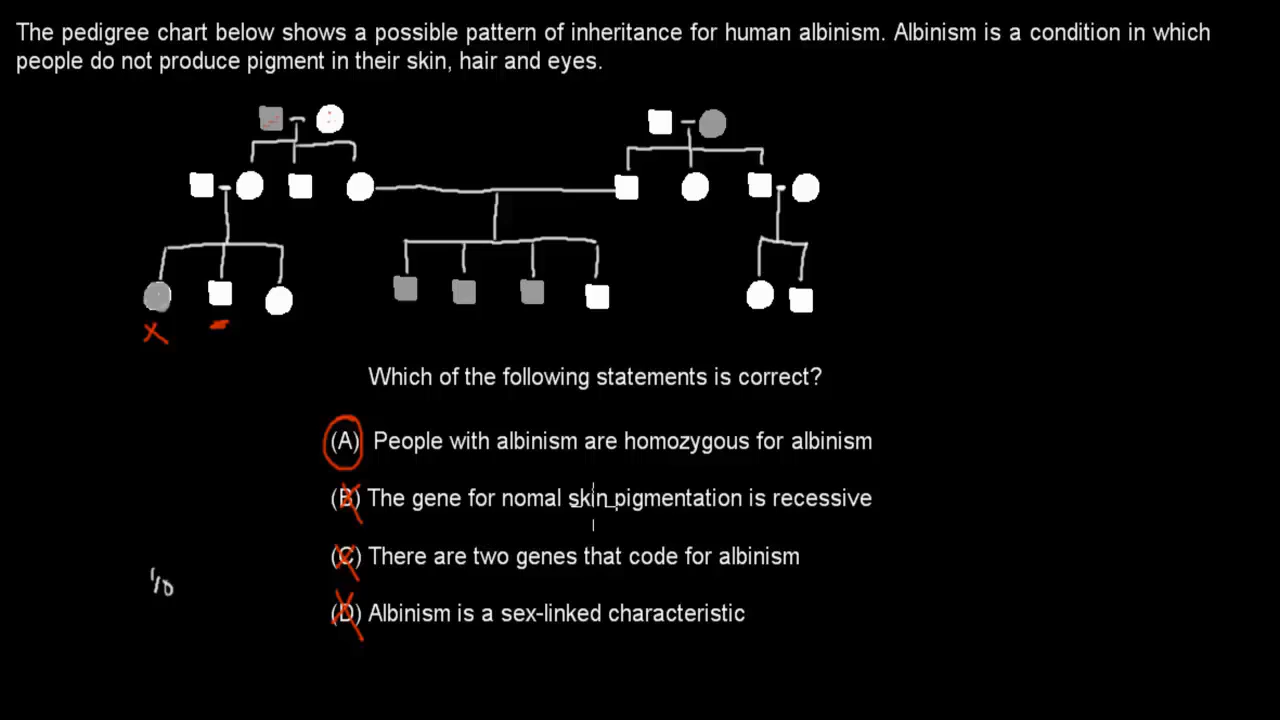 The pedigree chart below shows a possible pattern of inheritance for human albinism. Albinism is a condition in which
people do not produce pigment in their skin, hair and eyes.
Which of the following statements is correct?
(A) People with albinism are homozygous for albinism
(B) The gene for nomal skin pigmentation is recessive
(C) There are two genes that code for albinism
(D) Albinism is a sex-linked characteristic